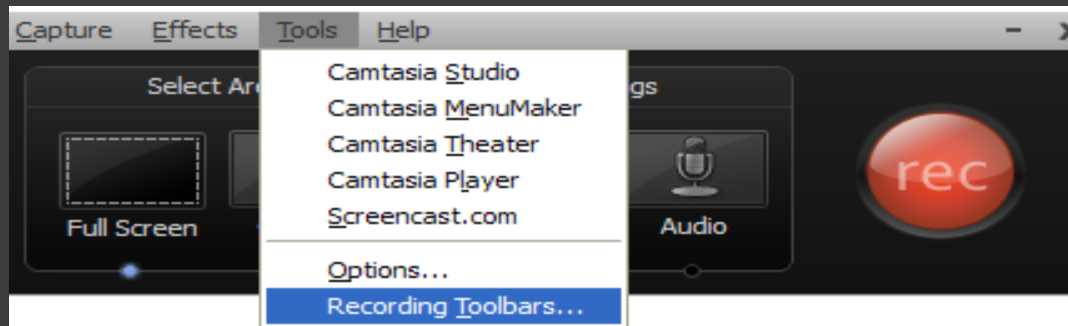 Capture Effects Tools Help
Select Are
Camtasia Studio
gs
Camtasia MenuMaker
Camtasia Theater
Camtasia Player
Screencast.com
rec
Full Screen
Audio
Options...
Recording Toolbars...